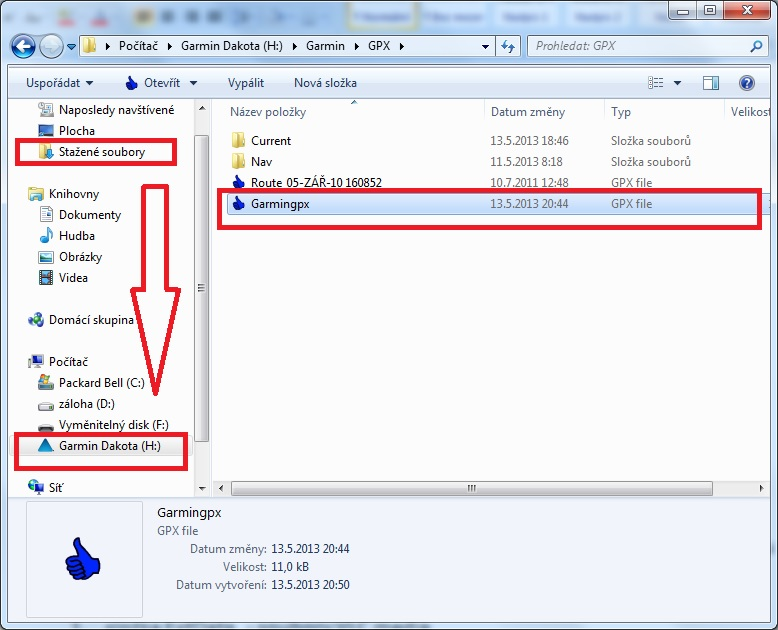 Počítač ▸ Garmin Dakota (H:) ▸ Garmin ▸ GPX ▸
Prohledat: GPX
Uspořádat Otevřít Vypálit Nová složka
Naposledy navštívené
Plocha
Stažené soubory
Knihovny
Dokumenty
Hudba
Obrázky
Videa
Domácí skupina
Počítač
Packard Bell (C:)
záloha (D:)
Vyměnitelný disk (F:)
Garmin Dakota (H:)
Síť
Název položky Datum změny Typ Velikost
Current 13.5.2013 18:46 Složka souborů
Nav 11.5.2013 8:18 Složka souborů
Route 05-ZÁŘ-10 160852 10.7.2011 12:48 GPX file
Garmingpx 13.5.2013 20:44 GPX file
Garmingpx
GPX file
Datum změny: 13.5.2013 20:44
Velikost: 11,0 kB
Datum vytvoření: 13.5.2013 20:50